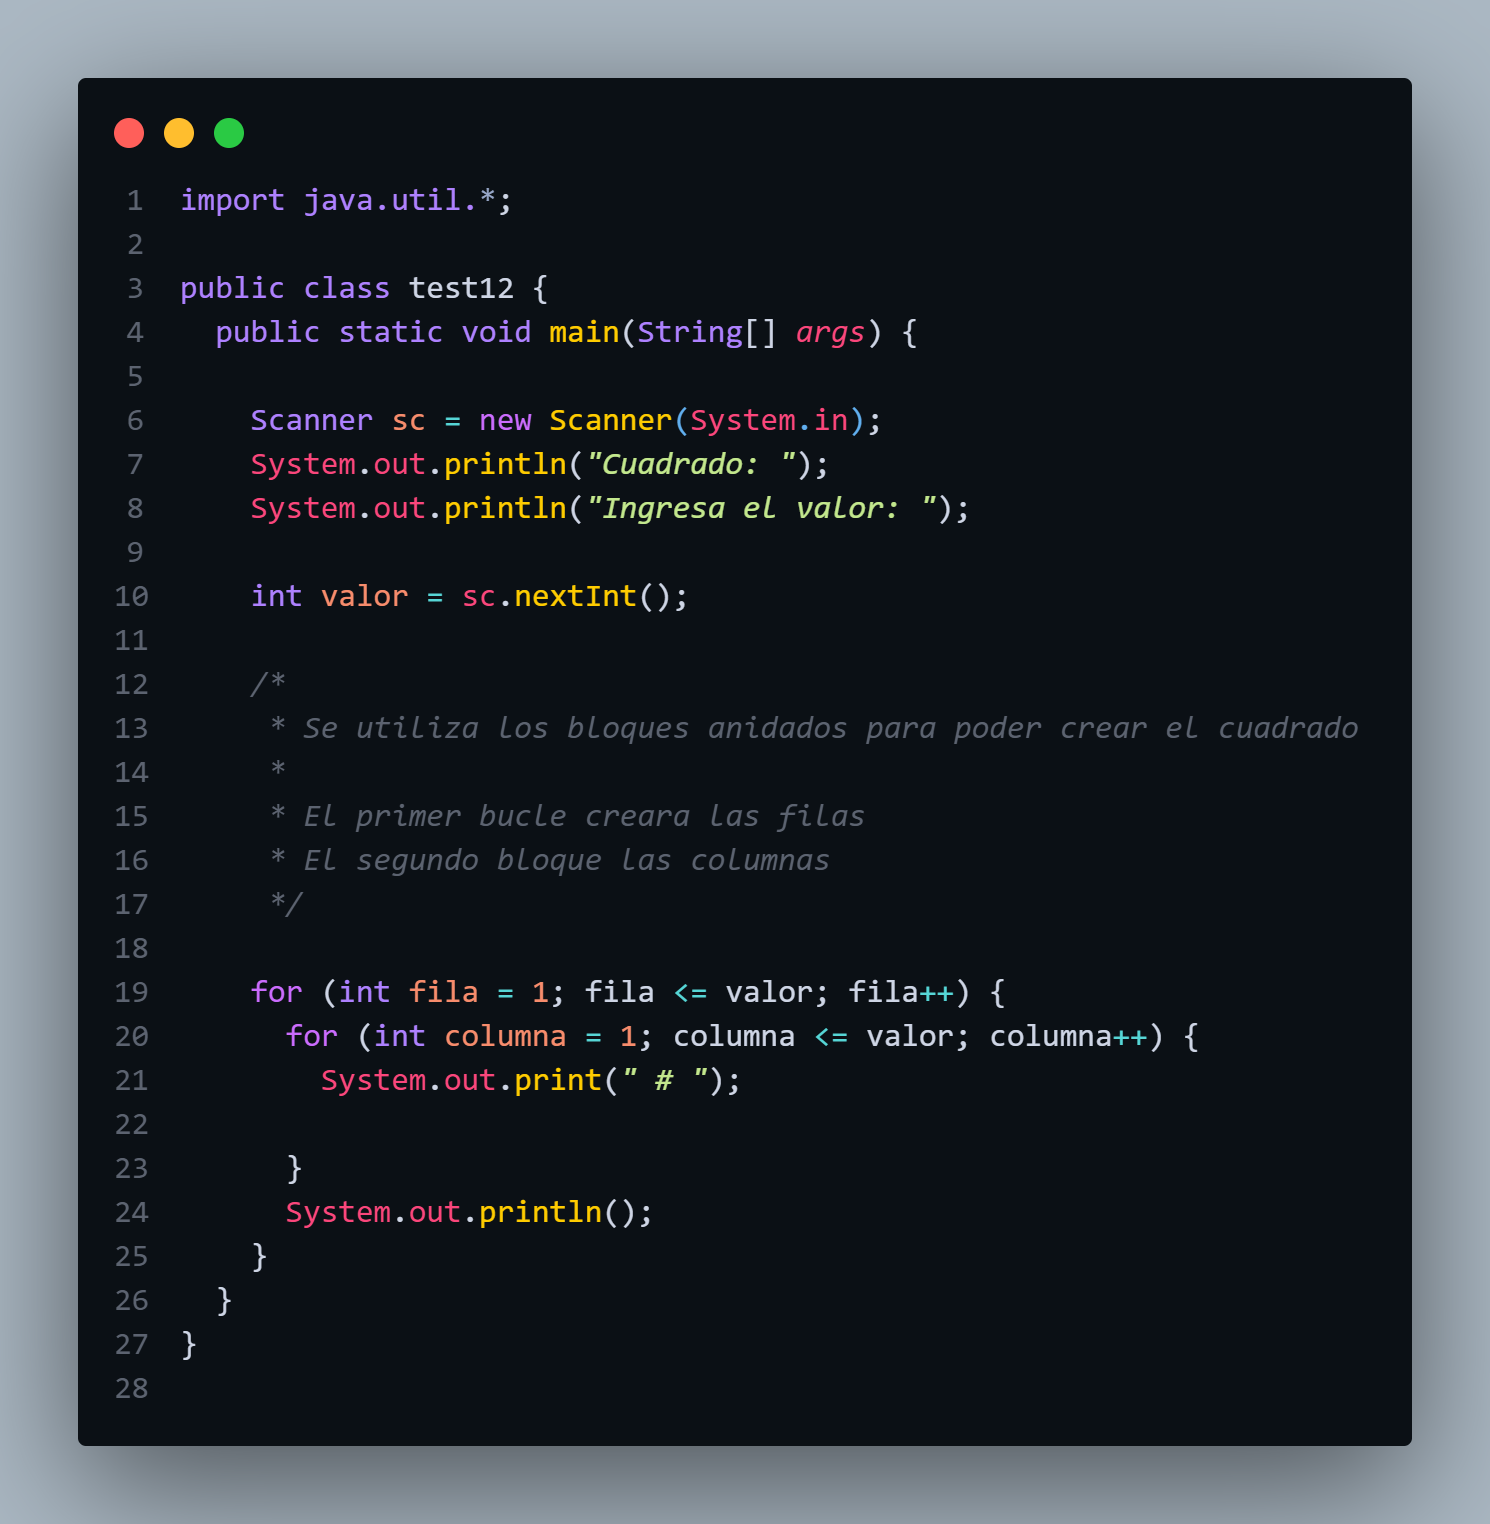 1 import java.util.*;
2
3 public class test12 {
4   public static void main(String[] args) {
5
6     Scanner sc = new Scanner(System.in);
7     System.out.println("Cuadrado: ");
8     System.out.println("Ingresa el valor: ");
9
10     int valor = sc.nextInt();
11
12     /*
13      * Se utiliza los bloques anidados para poder crear el cuadrado
14      *
15      * El primer bucle creara las filas
16      * El segundo bloque las columnas
17      */
18
19     for (int fila = 1; fila <= valor; fila++) {
20       for (int columna = 1; columna <= valor; columna++) {
21         System.out.print(" # ");
22
23       }
24       System.out.println();
25     }
26   }
27 }
28